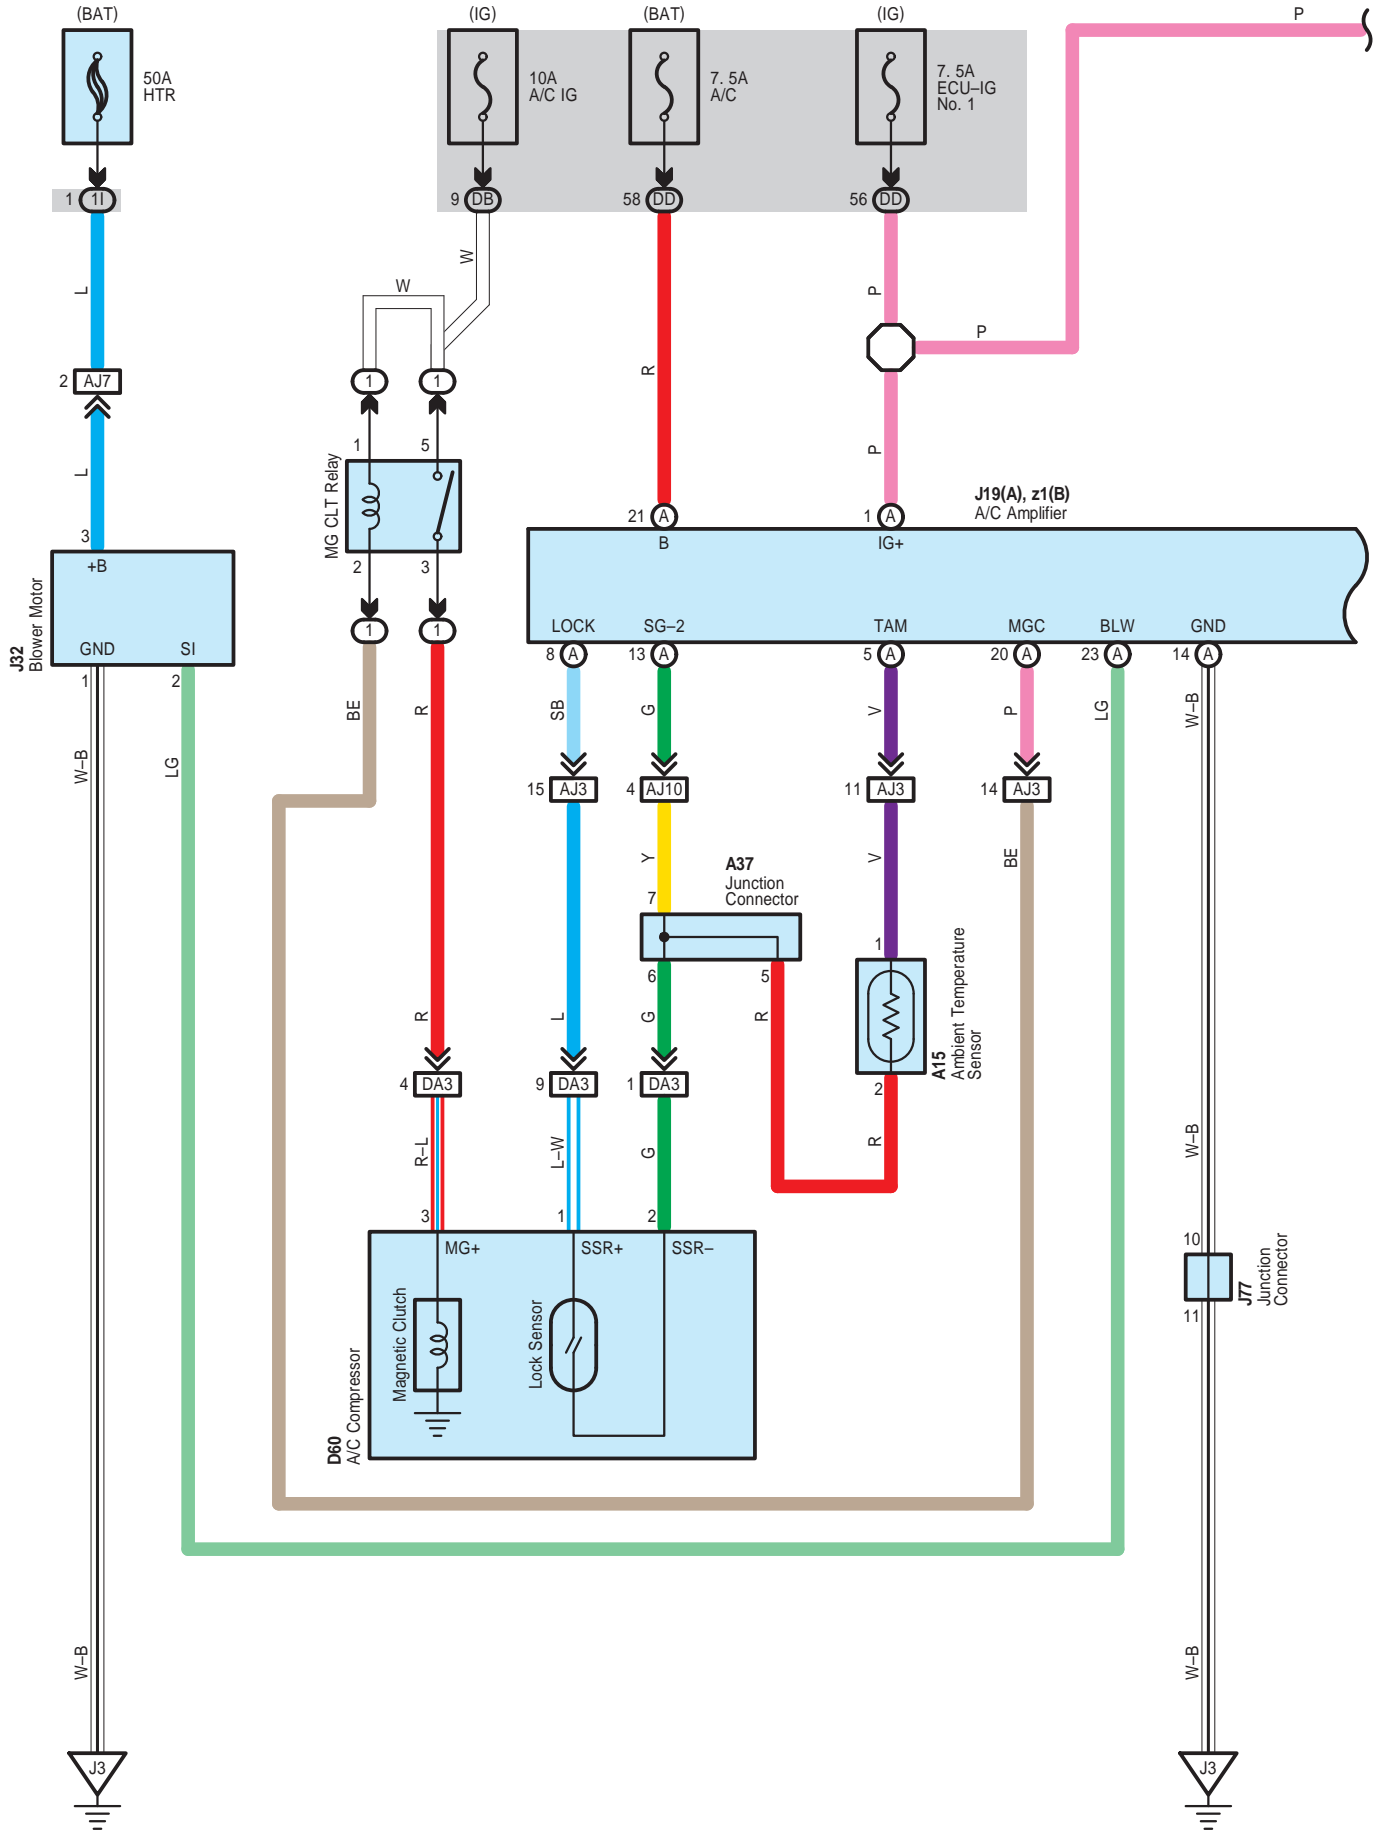 (BAT)
(IG)
(BAT)
(IG)
P
50A
HTR
10A
A/C IG
7. 5A
A/C
7. 5A
ECU–IG
No. 1
1
1I
9
DB
58
DD
56
DD
W
L
W
P
P
R
2
AJ7
1
1
L
1
5
P
MG CLT Relay
J19(A), z1(B)
A/C Amplifier
21
A
1
A
3
B
IG+
+B
2
3
J32
Blower Motor
GND
SI
1
1
LOCK
SG–2
TAM
MGC
BLW
GND
8
A
13
A
5
A
20
A
23
A
14
A
1
2
BE
R
SB
G
V
P
LG
W–B
W–B
LG
15
AJ3
4
AJ10
11
AJ3
14
AJ3
Y
V
BE
A37
Junction
Connector
7
1
6
5
A15
Ambient Temperature
Sensor
R
L
G
R
2
4
DA3
9
DA3
1
DA3
R–L
L–W
G
R
W–B
3
1
2
MG+
SSR+
SSR–
10
J77
Junction
Connector
11
Magnetic Clutch
Lock Sensor
D60
A/C Compressor
W–B
W–B
J3
J3